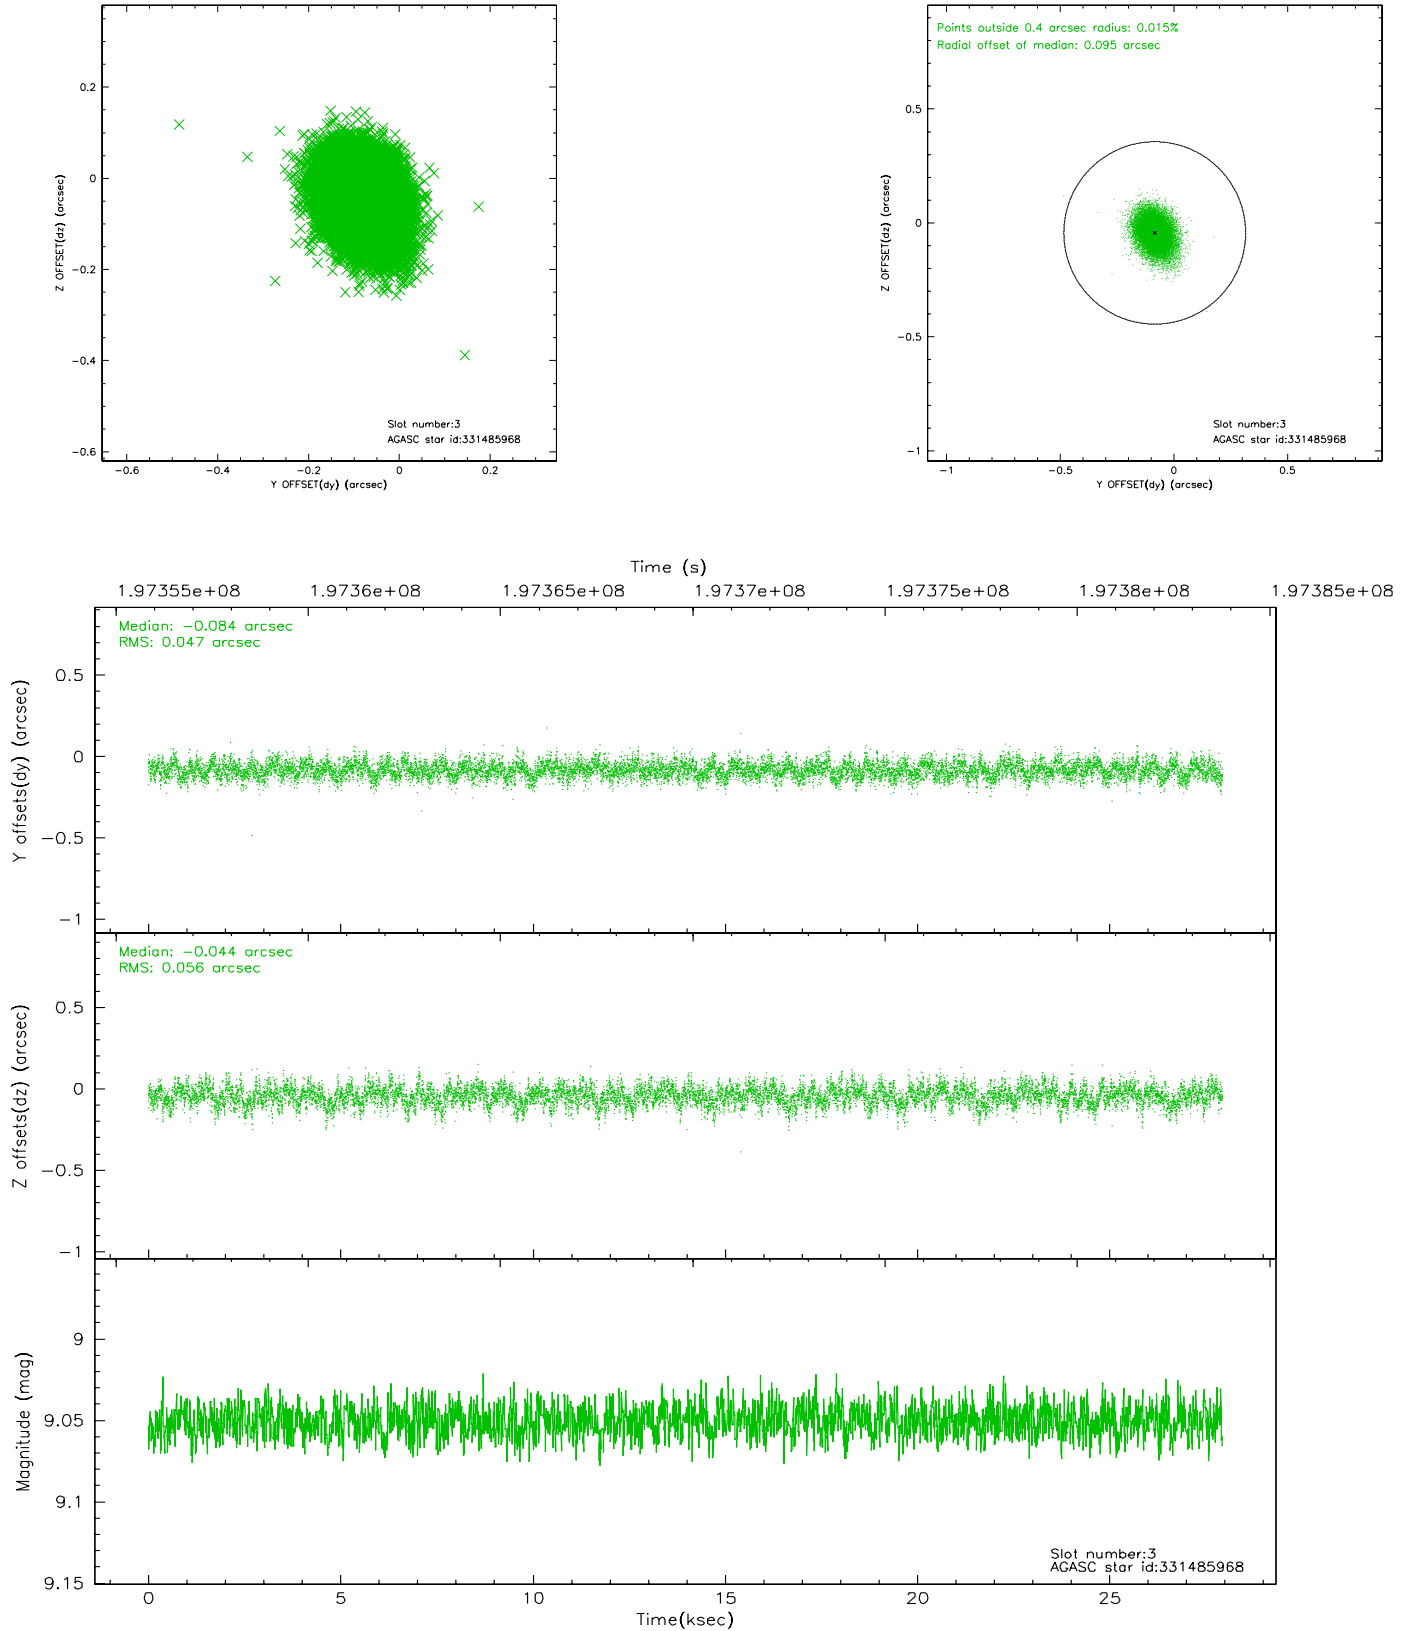 0.2
0
−0.2
−0.4
−0.6
Z OFFSET(dz) (arcsec)
Slot number:3
AGASC star id:331485968
−0.6 −0.4 −0.2 0 0.2
Y OFFSET(dy) (arcsec)
Points outside 0.4 arcsec radius: 0.015%
Radial offset of median: 0.095 arcsec
0.5
0
−0.5
−1
Z OFFSET(dz) (arcsec)
Slot number:3
AGASC star id:331485968
−1 −0.5 0 0.5
Y OFFSET(dy) (arcsec)
Time (s)
1.97355e+08 1.9736e+08 1.97365e+08 1.9737e+08 1.97375e+08 1.9738e+08 1.97385e+08
Median: −0.084 arcsec
RMS: 0.047 arcsec
0.5
0
−0.5
−1
Y offsets(dy) (arcsec)
Median: −0.044 arcsec
RMS: 0.056 arcsec
0.5
0
−0.5
−1
Z offsets(dz) (arcsec)
9
9.05
9.1
9.15
Magnitude (mag)
Slot number:3
AGASC star id:331485968
0 5 10 15 20 25
Time(ksec)